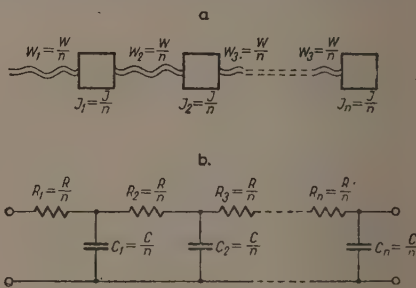 a
W₁=W/n W₂=W/n W₃=W/n W₃=W/n
J₁=J/n J₂=J/n Jₙ=J/n
b.
R₁=R/n R₂=R/n R₃=R/n Rₙ=R/n
C₁=C/n C₂=C/n Cₙ=C/n